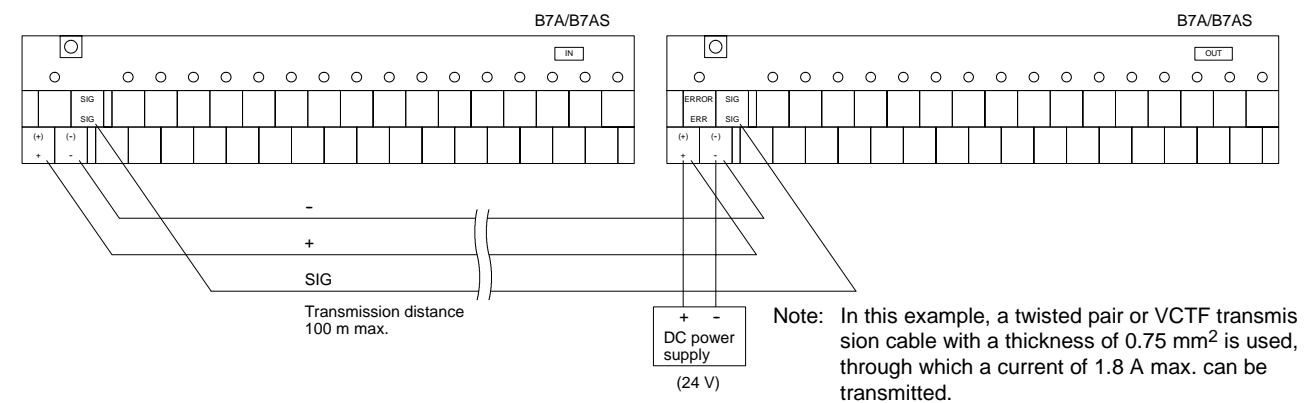 B7A/B7AS
B7A/B7AS
IN
OUT
SIG
SIG
(+) (-)
+ -
ERROR SIG
ERR SIG
(+) (-)
+ -
-
+
SIG
Transmission distance
100 m max.
+ -
DC power
supply
(24 V)
Note: In this example, a twisted pair or VCTF transmis
sion cable with a thickness of 0.75 mm2 is used,
through which a current of 1.8 A max. can be
transmitted.